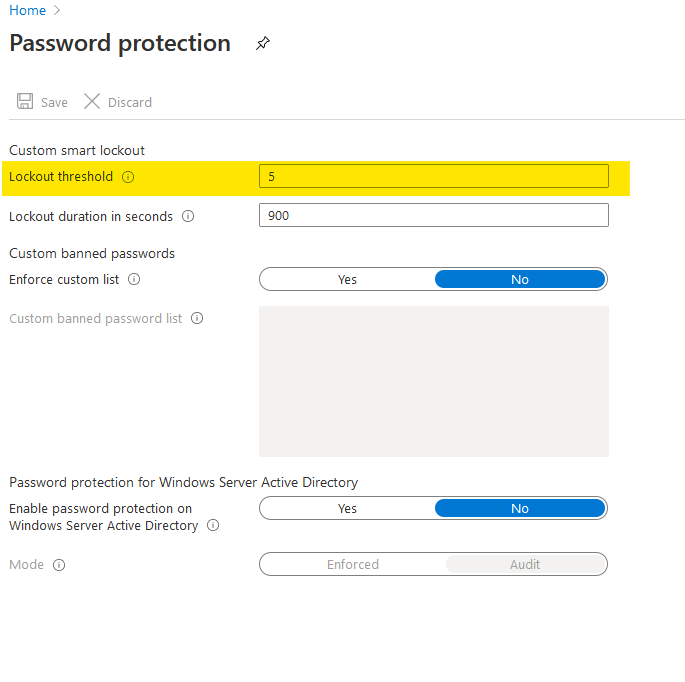 Home
Password protection
Save Discard
Custom smart lockout
Lockout threshold 5
Lockout duration in seconds 900
Custom banned passwords
Enforce custom list Yes No
Custom banned password list
Password protection for Windows Server Active Directory
Enable password protection on
Windows Server Active Directory Yes No
Mode Enforced Audit